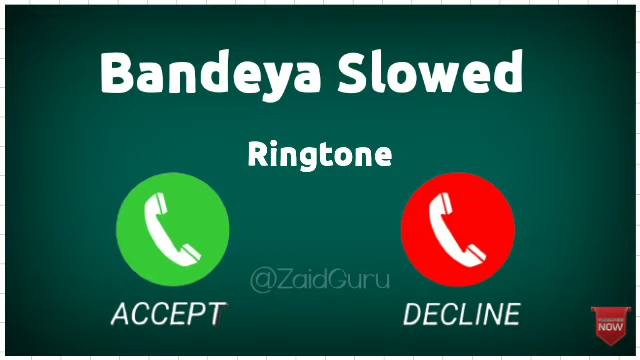 Bandeya Slowed
Ringtone
@ZaidGuru
ACCEPT
DECLINE
NOW